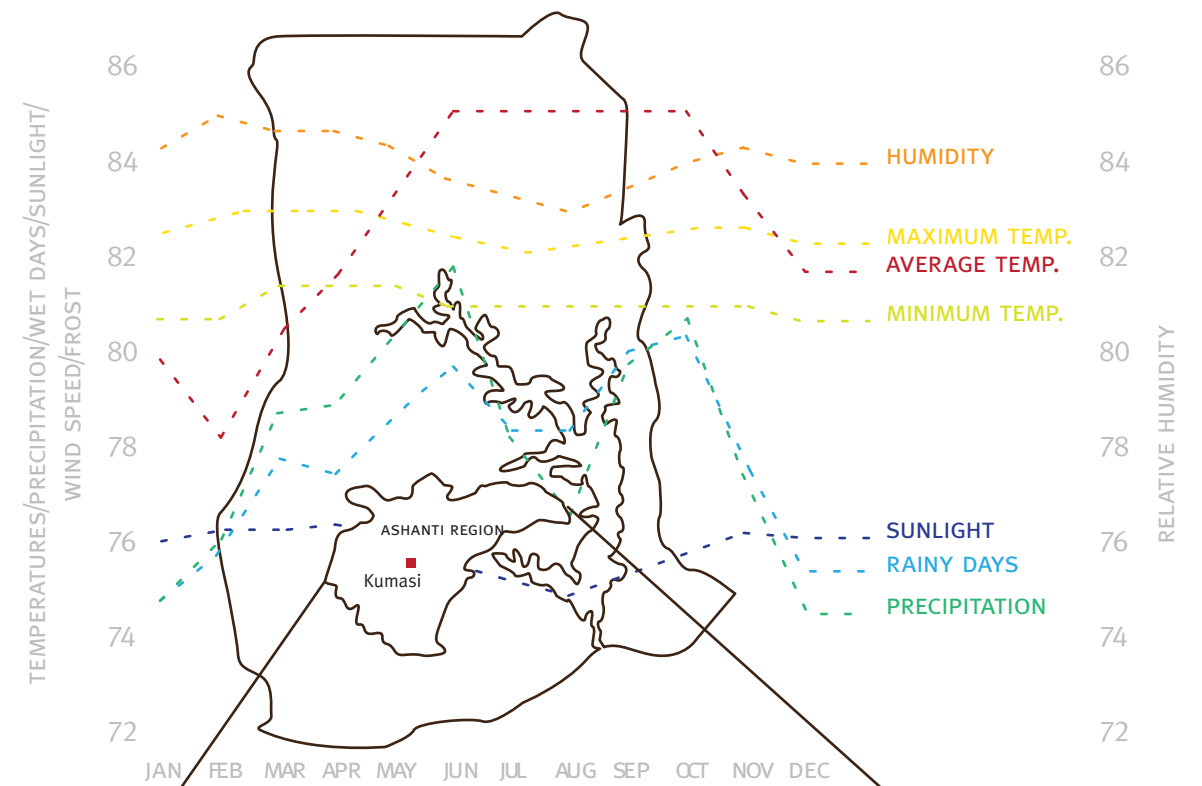 TEMPERATURES/PRECIPITATION/WET DAYS/SUNLIGHT/
WIND SPEED/FROST
86
84
82
80
78
76
74
72
HUMIDITY
MAXIMUM TEMP.
AVERAGE TEMP.
MINIMUM TEMP.
SUNLIGHT
RAINY DAYS
PRECIPITATION
ASHANTI REGION
Kumasi
86
84
82
80
78
76
74
72
RELATIVE HUMIDITY
JAN FEB MAR APR MAY JUN JUL AUG SEP OCT NOV DEC